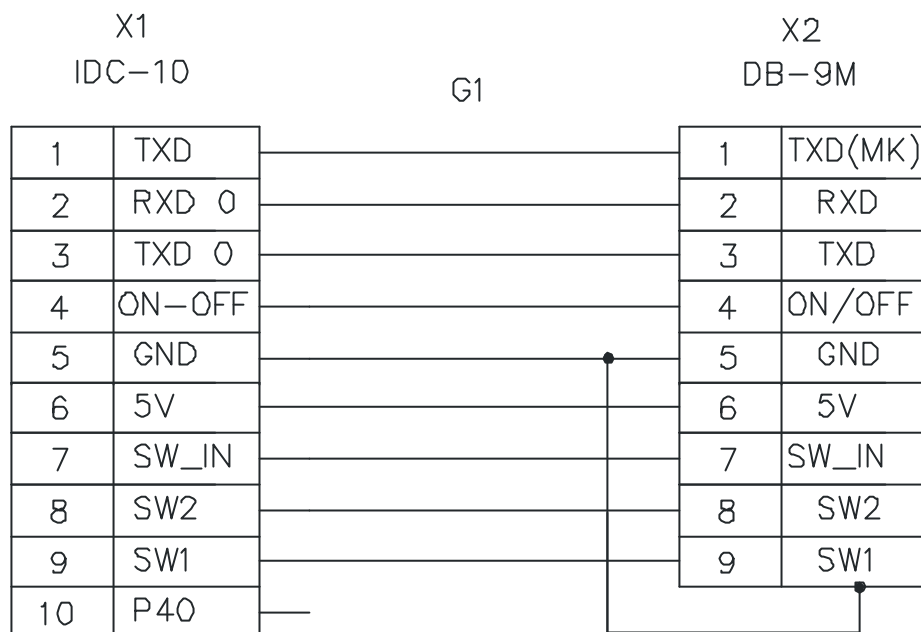 X1
IDC-10
G1
X2
DB-9M
1 TXD
2 RXD 0
3 TXD 0
4 ON-OFF
5 GND
6 5V
7 SW_IN
8 SW2
9 SW1
10 P40
1 TXD(MK)
2 RXD
3 TXD
4 ON/OFF
5 GND
6 5V
7 SW_IN
8 SW2
9 SW1